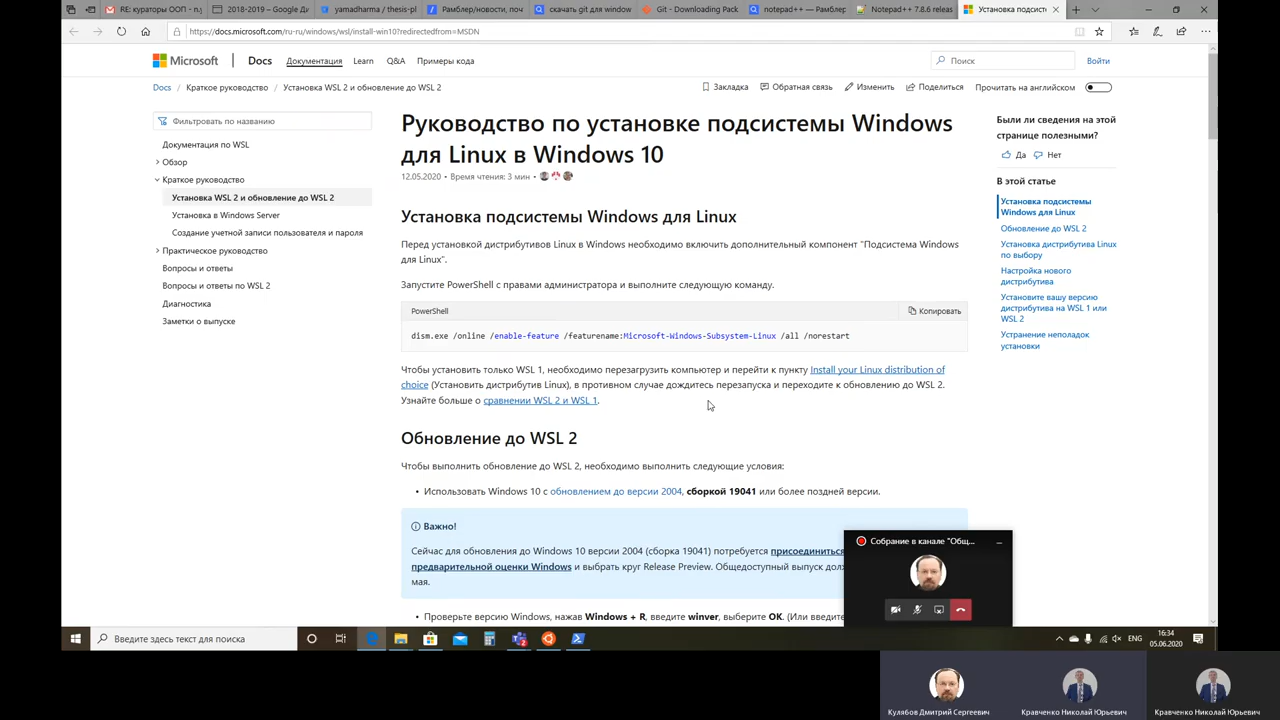 RE: кураторы ООП - п.
2018-2019 – Google Ди
yamadharma / thesis-pl
Рамблер/новости, поч
скачать git для window
Git - Downloading Pack
notepad++ — Рамблер
Notepad++ 7.8.6 releas
Установка подсисте
https://docs.microsoft.com/ru-ru/windows/wsl/install-win10?redirectedfrom=MSDN
Microsoft Docs Документация Learn Q&A Примеры кода
Поиск
Войти
Docs / Краткое руководство / Установка WSL 2 и обновление до WSL 2
Закладка Обратная связь Изменить Поделиться Прочитать на английском
Фильтровать по названию
Документация по WSL
Обзор
Краткое руководство
Установка WSL 2 и обновление до WSL 2
Установка в Windows Server
Создание учетной записи пользователя и пароля
Практическое руководство
Вопросы и ответы
Вопросы и ответы по WSL 2
Диагностика
Заметки о выпуске
Руководство по установке подсистемы Windows
для Linux в Windows 10
12.05.2020 • Время чтения: 3 мин •
Установка подсистемы Windows для Linux
Перед установкой дистрибутивов Linux в Windows необходимо включить дополнительный компонент "Подсистема Windows
для Linux".
Запустите PowerShell с правами администратора и выполните следующую команду.
PowerShell
Копировать
dism.exe /online /enable-feature /featurename:Microsoft-Windows-Subsystem-Linux /all /norestart
Чтобы установить только WSL 1, необходимо перезагрузить компьютер и перейти к пункту Install your Linux distribution of
choice (Установить дистрибутив Linux), в противном случае дождитесь перезапуска и переходите к обновлению до WSL 2.
Узнайте больше о сравнении WSL 2 и WSL 1.
Обновление до WSL 2
Чтобы выполнить обновление до WSL 2, необходимо выполнить следующие условия:
• Использовать Windows 10 с обновлением до версии 2004, сборкой 19041 или более поздней версии.
Важно!
Сейчас для обновления до Windows 10 версии 2004 (сборка 19041) потребуется присоединиться
предварительной оценки Windows и выбрать круг Release Preview. Общедоступный выпуск дол
мая.
• Проверьте версию Windows, нажав Windows + R, введите winver, выберите OK. (Или введите
Были ли сведения на этой
странице полезными?
Да Нет
В этой статье
Установка подсистемы
Windows для Linux
Обновление до WSL 2
Установка дистрибутива Linux
по выбору
Настройка нового
дистрибутива
Установите вашу версию
дистрибутива на WSL 1 или
WSL 2
Устранение неполадок
установки
Собрание в канале "Общ...
Введите здесь текст для поиска
ENG
16:34
05.06.2020
Кулябов Дмитрий Сергеевич
Кравченко Николай Юрьевич
Кравченко Николай Юрьевич